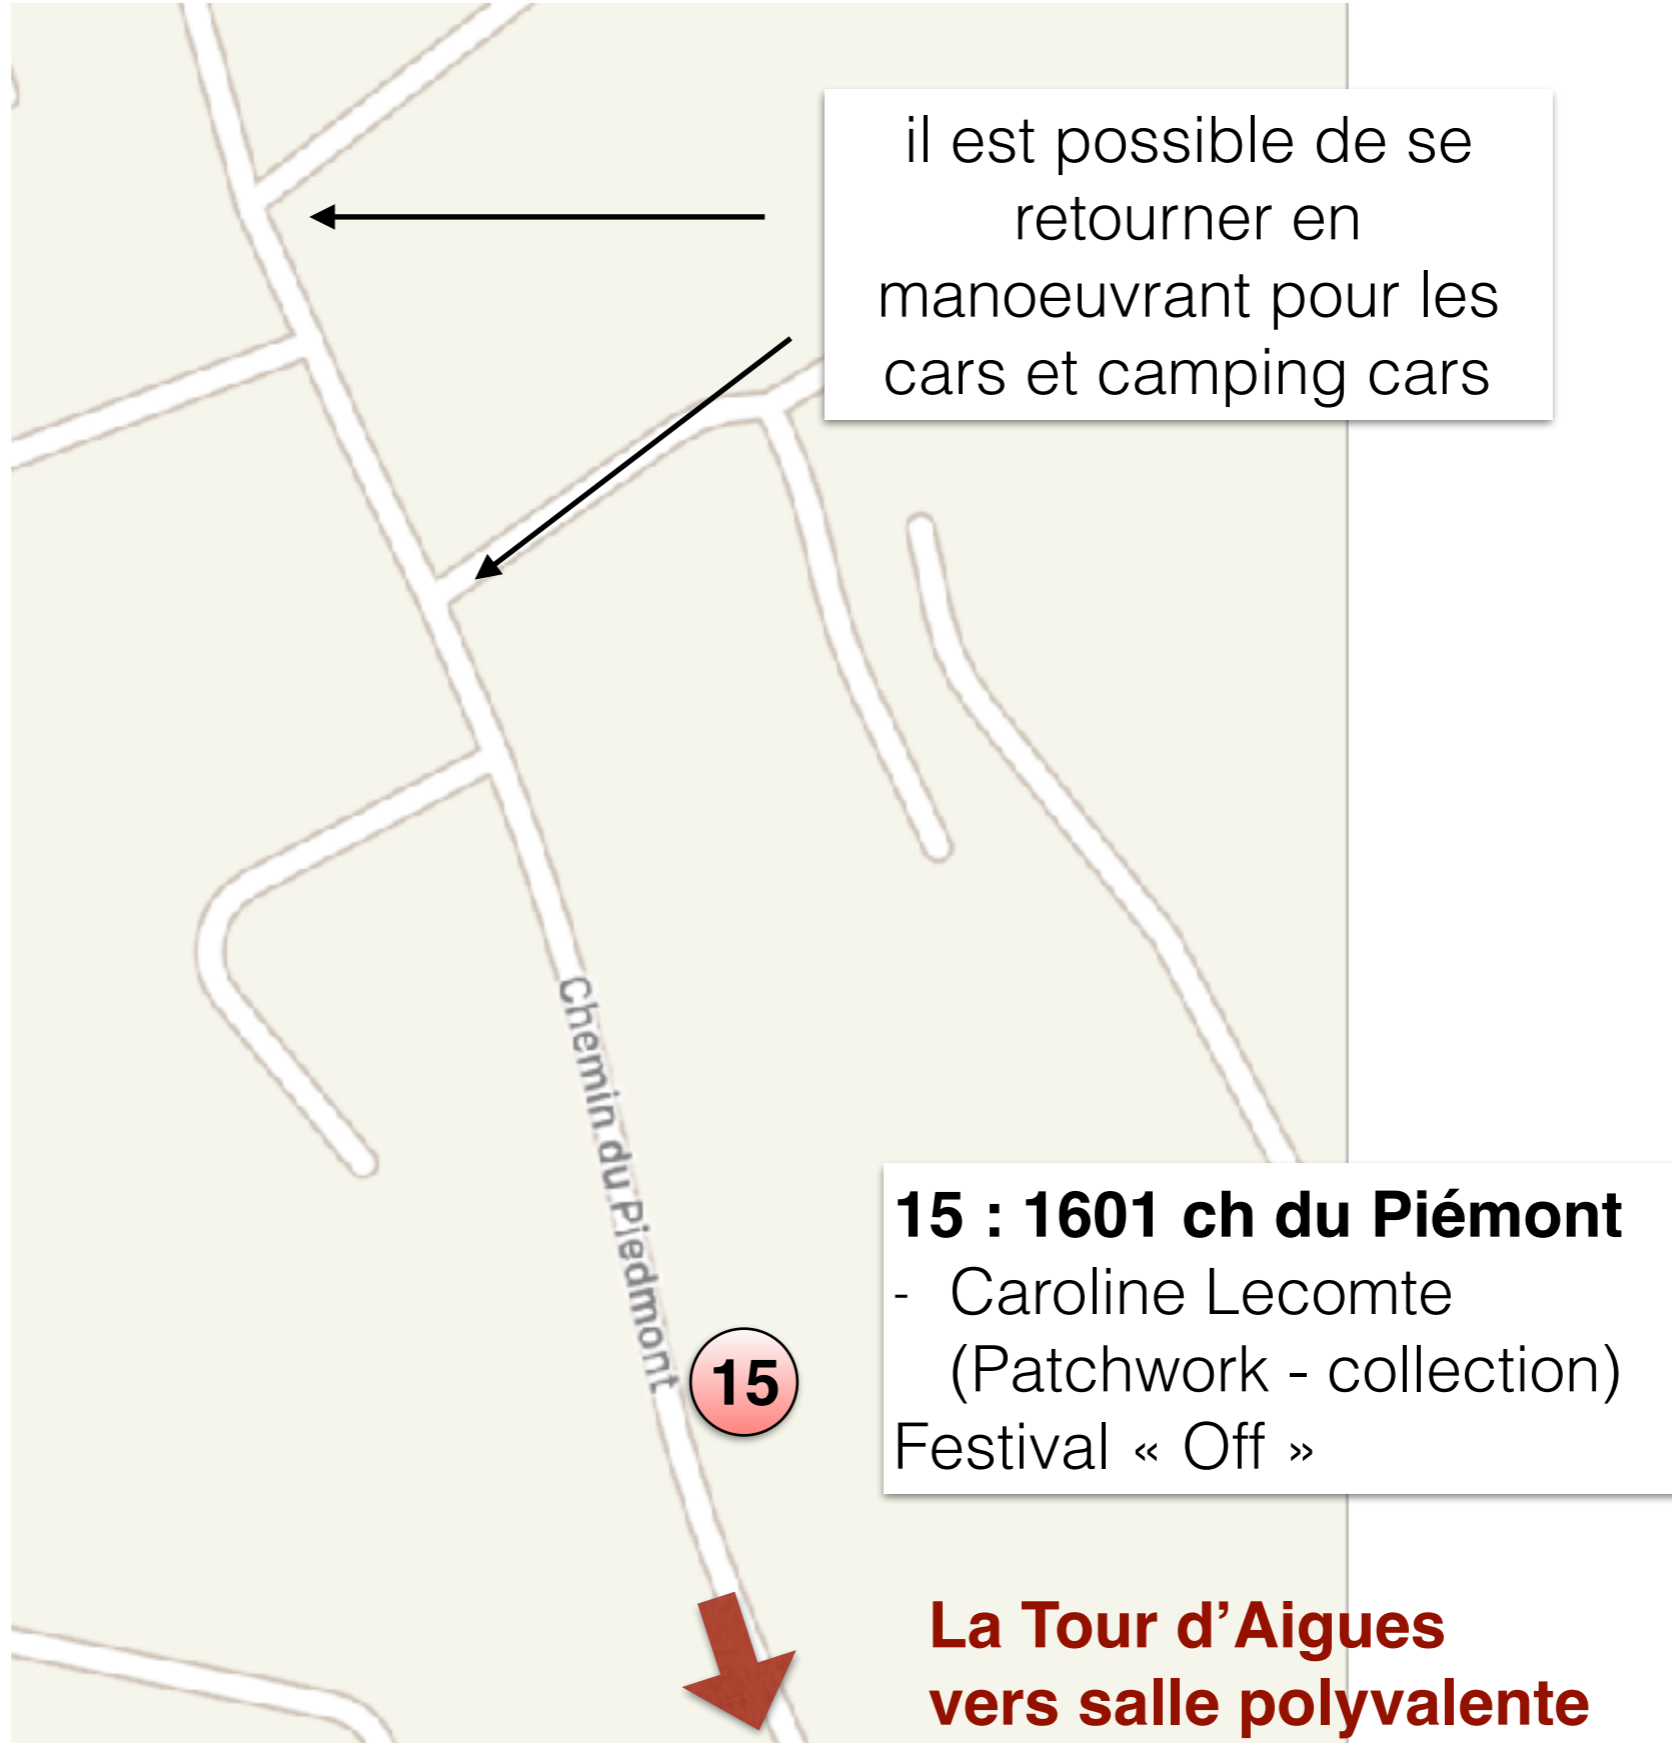 il est possible de se
retourner en
manoeuvrant pour les
cars et camping cars
Chemin du Piedmont
15
15 : 1601 ch du Piémont
- Caroline Lecomte
(Patchwork - collection)
Festival « Off »
La Tour d’Aigues
vers salle polyvalente